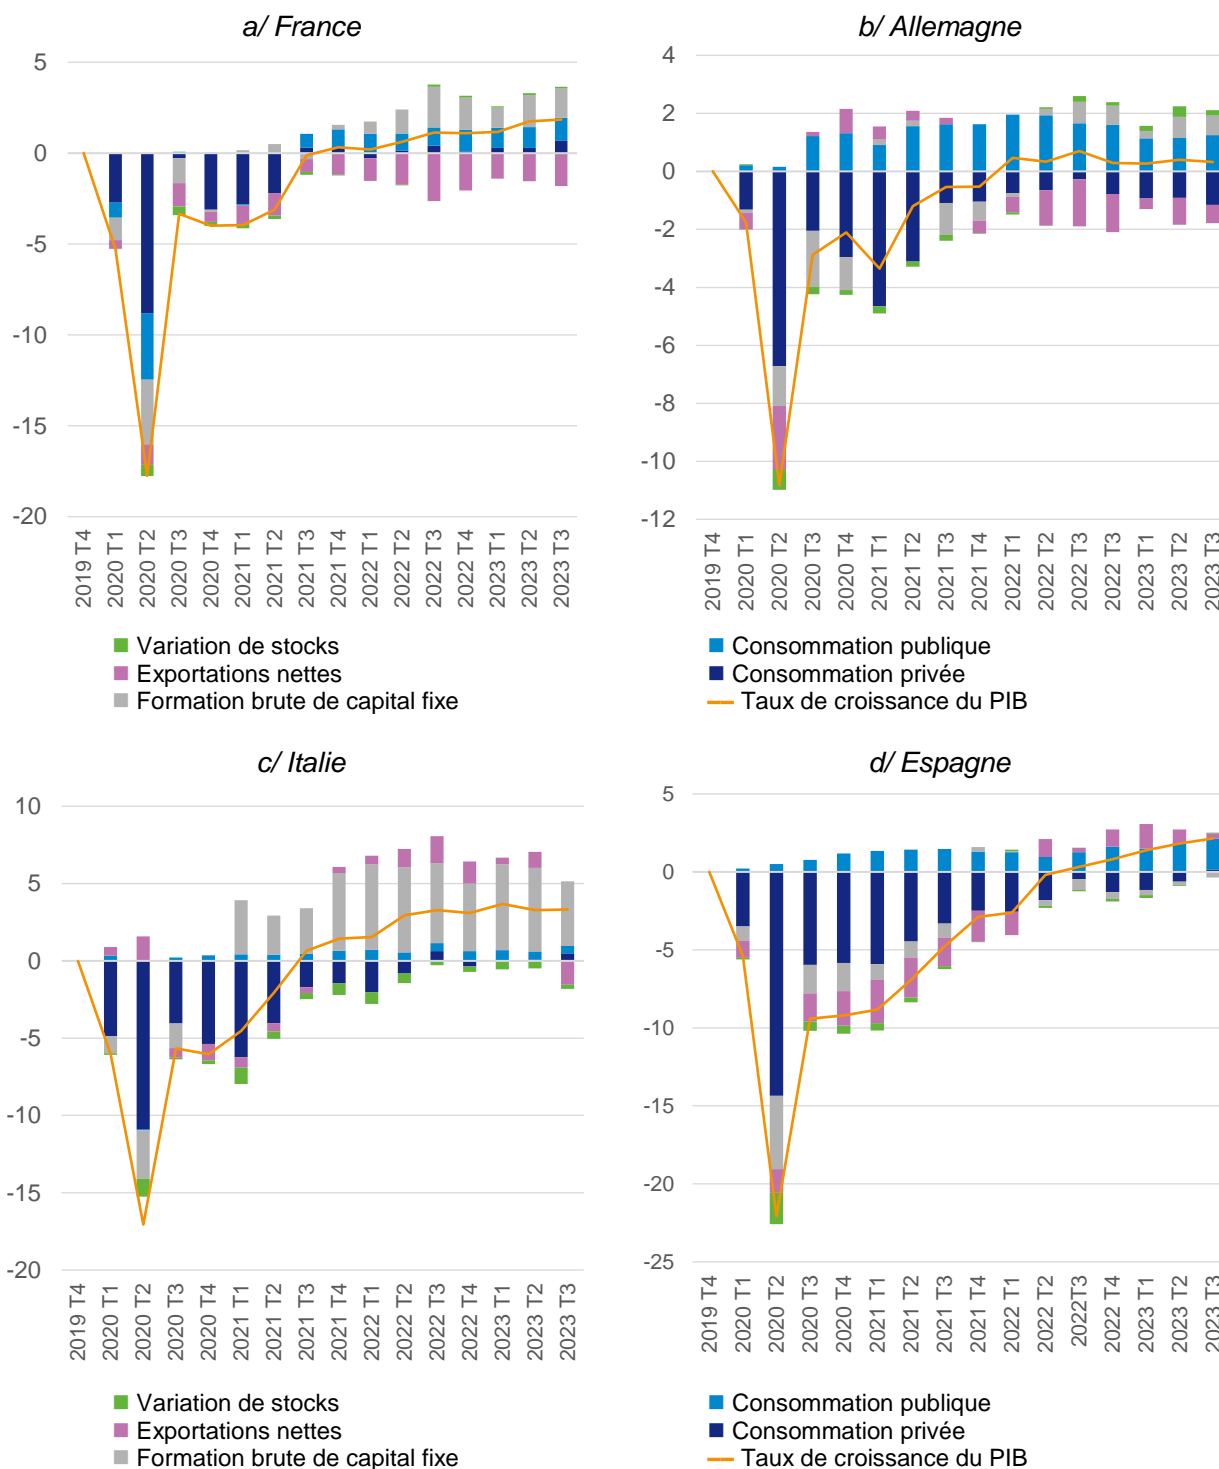 a/ France
5
0
-5
-10
-15
-20
2019 T4
2020 T1
2020 T2
2020 T3
2020 T4
2021 T1
2021 T2
2021 T3
2021 T4
2022 T1
2022 T2
2022 T3
2022 T4
2023 T1
2023 T2
2023 T3
b/ Allemagne
4
2
0
-2
-4
-6
-8
-10
-12
2019 T4
2020 T1
2020 T2
2020 T3
2020 T4
2021 T1
2021 T2
2021 T3
2021 T4
2022 T1
2022 T2
2022 T3
2022 T4
2023 T1
2023 T2
2023 T3
Variation de stocks
Exportations nettes
Formation brute de capital fixe
Consommation publique
Consommation privée
Taux de croissance du PIB
c/ Italie
10
5
0
-5
-10
-15
-20
2019 T4
2020 T1
2020 T2
2020 T3
2020 T4
2021 T1
2021 T2
2021 T3
2021 T4
2022 T1
2022 T2
2022 T3
2022 T4
2023 T1
2023 T2
2023 T3
d/ Espagne
5
0
-5
-10
-15
-20
-25
2019 T4
2020 T1
2020 T2
2020 T3
2020 T4
2021 T1
2021 T2
2021 T3
2021 T4
2022 T1
2022 T2
2022T3
2022 T4
2023 T1
2023 T2
2023 T3
Variation de stocks
Exportations nettes
Formation brute de capital fixe
Consommation publique
Consommation privée
Taux de croissance du PIB